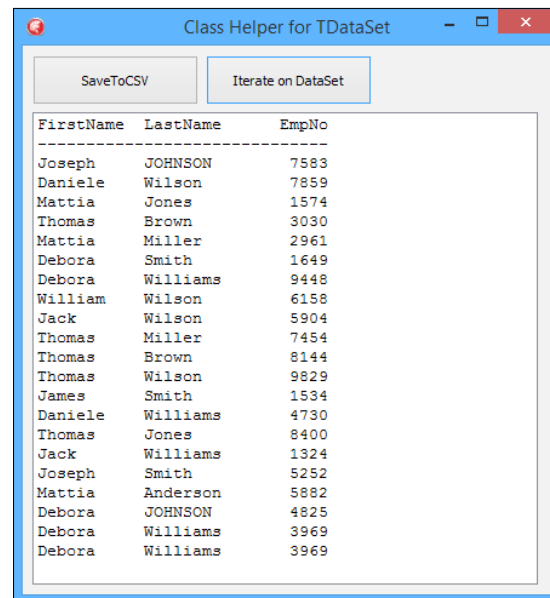 Class Helper for TDataSet
SaveToCSV Iterate on DataSet
FirstName LastName EmpNo
-------------------------------
Joseph JOHNSON 7583
Daniele Wilson 7859
Mattia Jones 1574
Thomas Brown 3030
Mattia Miller 2961
Debora Smith 1649
Debora Williams 9448
William Wilson 6158
Jack Wilson 5904
Thomas Miller 7454
Thomas Brown 8144
Thomas Wilson 9829
James Smith 1534
Daniele Williams 4730
Thomas Jones 8400
Jack Williams 1324
Joseph Smith 5252
Mattia Anderson 5882
Debora JOHNSON 4825
Debora Williams 3969
Debora Williams 3969